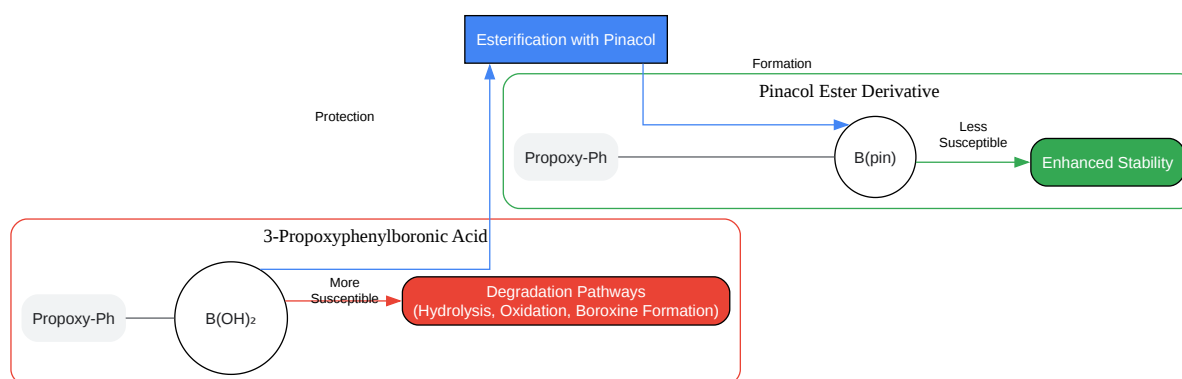 Esterification with Pinacol
Formation
Pinacol Ester Derivative
Protection
Less
Susceptible
Propoxy-Ph
B(pin)
Enhanced Stability
3-Propoxyphenylboronic Acid
More
Susceptible
Degradation Pathways
(Hydrolysis, Oxidation, Boroxine Formation)
Propoxy-Ph
B(OH)₂